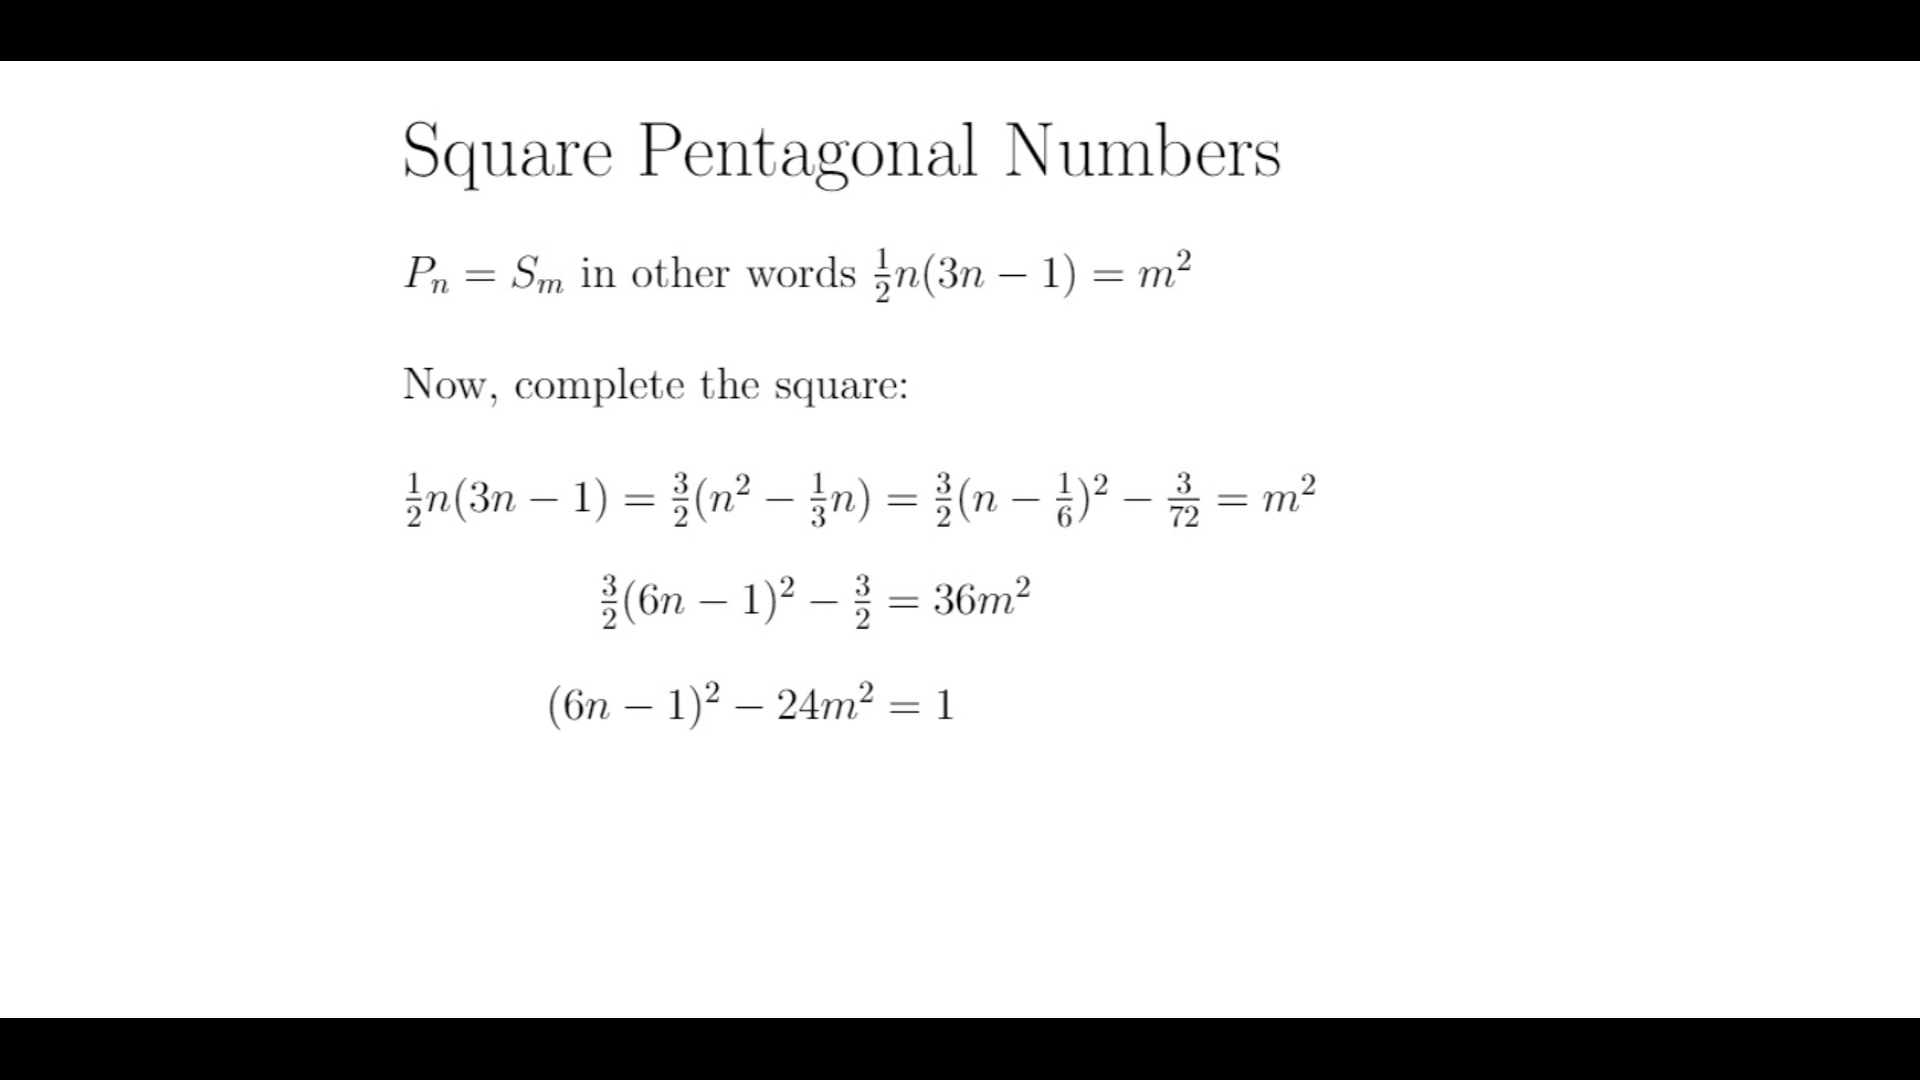 Square Pentagonal Numbers
Pₙ = Sₘ in other words ½n(3n − 1) = m²
Now, complete the square:
½n(3n − 1) = 3/2(n² − 1/3n) = 3/2(n − 1/6)² − 3/72 = m²
3/2(6n − 1)² − 3/2 = 36m²
(6n − 1)² − 24m² = 1